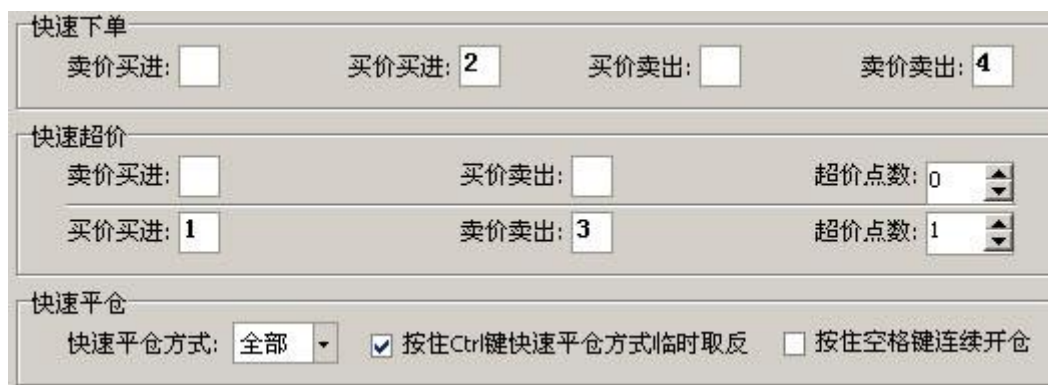 快速下单
卖价买进: 买价买进: 2 买价卖出: 卖价卖出: 4
快速超价
卖价买进: 买价卖出: 超价点数: 0
买价买进: 1 卖价卖出: 3 超价点数: 1
快速平仓
快速平仓方式: 全部 按住Ctrl键快速平仓方式临时取反 按住空格键连续开仓